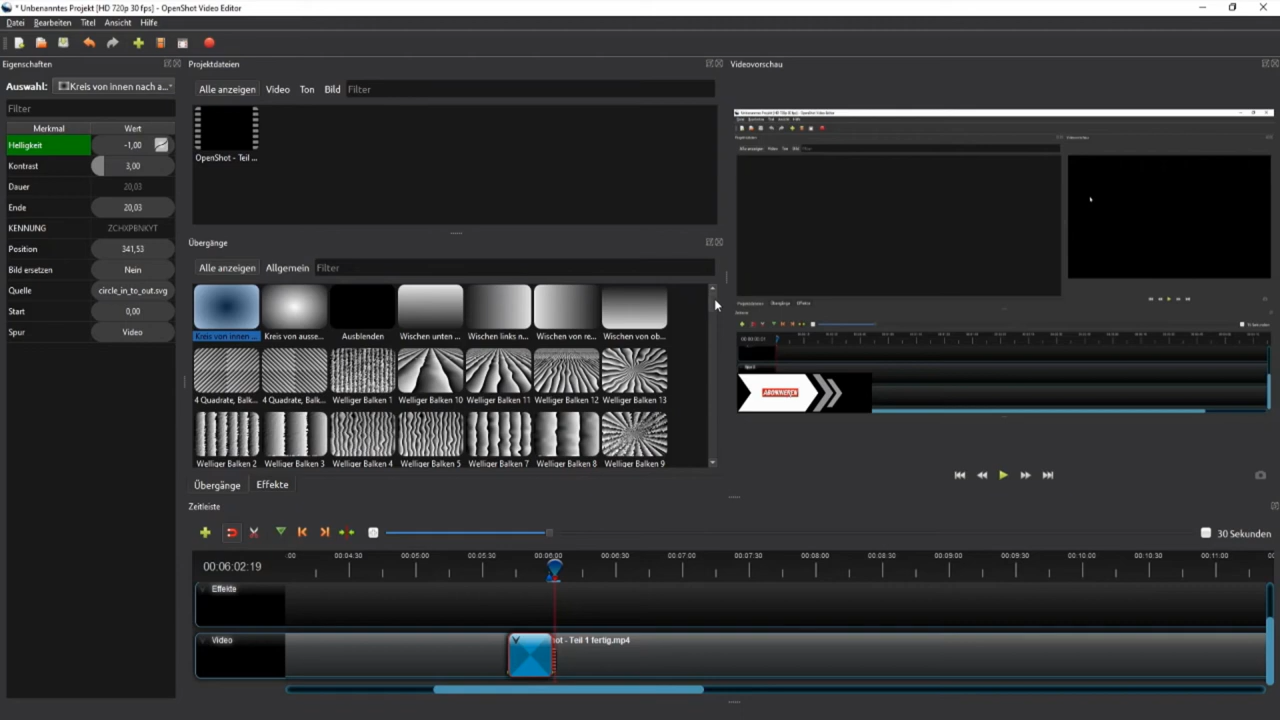 * Unbenanntes Projekt [HD 720p 30 fps] - OpenShot Video Editor
Datei Bearbeiten Titel Ansicht Hilfe
Eigenschaften
Auswahl: Kreis von innen nach a...
Filter
Merkmal Wert
Helligkeit -1,00
Kontrast 3,00
Dauer 20,03
Ende 20,03
KENNUNG ZCHXPBNKYT
Position 341,53
Bild ersetzen Nein
Quelle circle_in_to_out.svg
Start 0,00
Spur Video
Projektdateien
Alle anzeigen Video Ton Bild Filter
OpenShot - Teil ...
Übergänge
Alle anzeigen Allgemein Filter
Kreis von innen ... Kreis von ausse... Ausblenden Wischen unten ... Wischen links n... Wischen von re... Wischen von ob...
4 Quadrate, Balk... 4 Quadrate, Balk... Welliger Balken 1 Welliger Balken 10 Welliger Balken 11 Welliger Balken 12 Welliger Balken 13
Welliger Balken 2 Welliger Balken 3 Welliger Balken 4 Welliger Balken 5 Welliger Balken 7 Welliger Balken 8 Welliger Balken 9
Übergänge Effekte
Videovorschau
ABONNIEREN
Zeitleiste
30 Sekunden
00:06:02:19
:00 00:04:30 00:05:00 00:05:30 00:06:00 00:06:30 00:07:00 00:07:30 00:08:00 00:08:30 00:09:00 00:09:30 00:10:00 00:10:30 00:11:00
Effekte
Video
ot - Teil 1 fertig.mp4